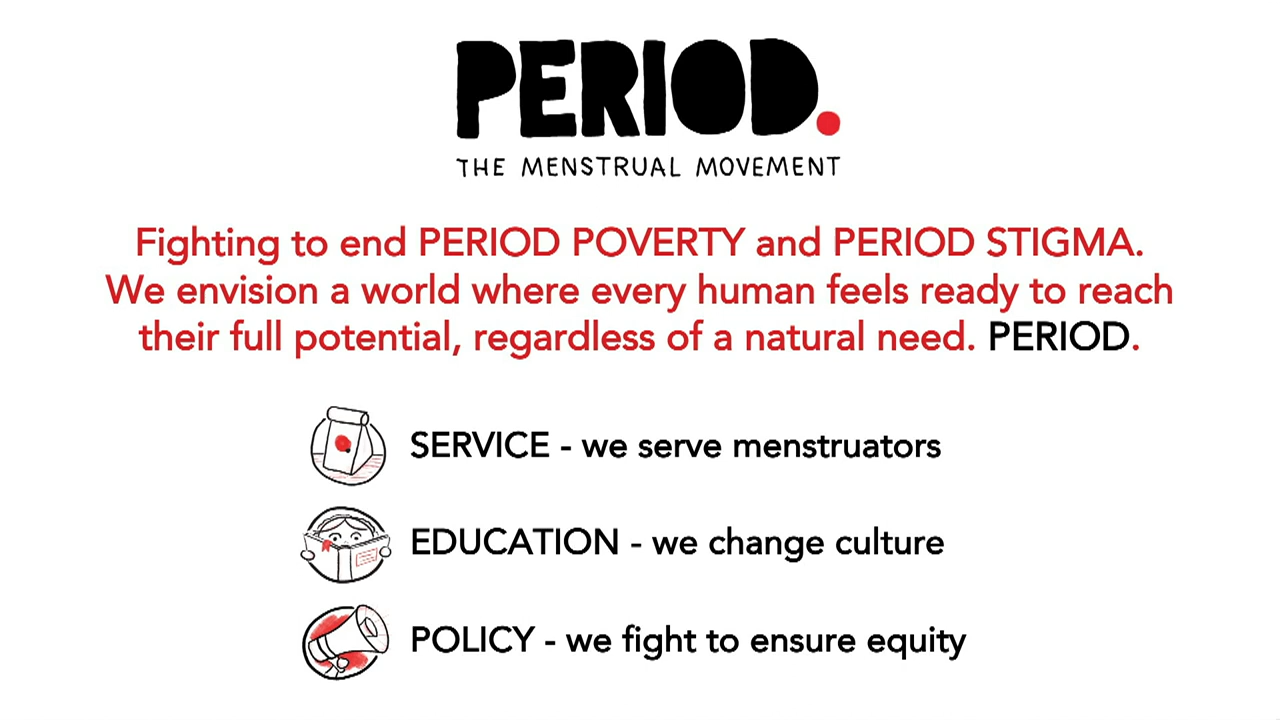 PERIOD.
THE MENSTRUAL MOVEMENT
Fighting to end PERIOD POVERTY and PERIOD STIGMA.
We envision a world where every human feels ready to reach
their full potential, regardless of a natural need. PERIOD.
SERVICE - we serve menstruators
EDUCATION - we change culture
POLICY - we fight to ensure equity